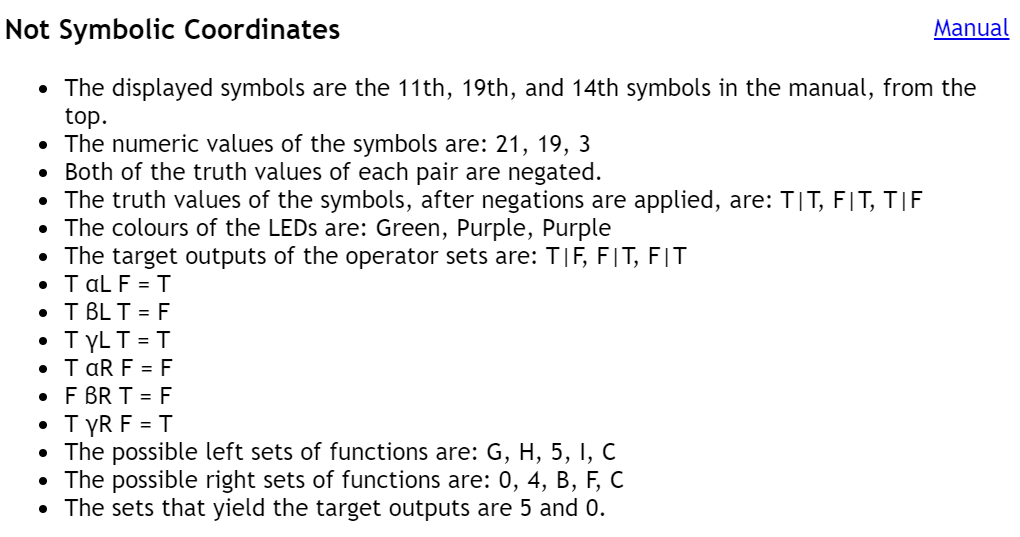 Not Symbolic Coordinates Manual
• The displayed symbols are the 11th, 19th, and 14th symbols in the manual, from the
top.
• The numeric values of the symbols are: 21, 19, 3
• Both of the truth values of each pair are negated.
• The truth values of the symbols, after negations are applied, are: T|T, F|T, T|F
• The colours of the LEDs are: Green, Purple, Purple
• The target outputs of the operator sets are: T|F, F|T, F|T
• T αL F = T
• T βL T = F
• T γL T = T
• T αR F = F
• F βR T = F
• T γR F = T
• The possible left sets of functions are: G, H, 5, I, C
• The possible right sets of functions are: 0, 4, B, F, C
• The sets that yield the target outputs are 5 and 0.